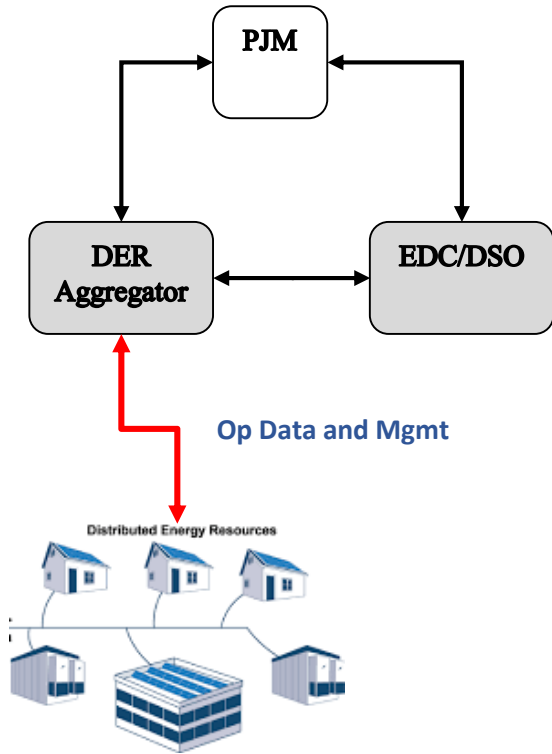 PJM
DER
Aggregator
EDC/DSO
Op Data and Mgmt
Distributed Energy Resources